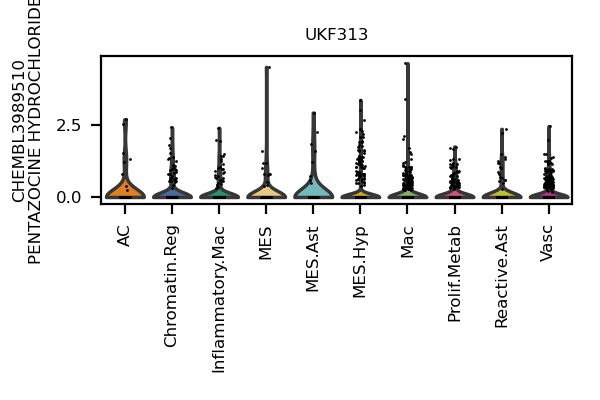 UKF313
CHEMBL3989510
PENTAZOCINE HYDROCHLORIDE
2.5
0.0
AC
Chromatin.Reg
Inflammatory.Mac
MES
MES.Ast
MES.Hyp
Mac
Prolif.Metab
Reactive.Ast
Vasc